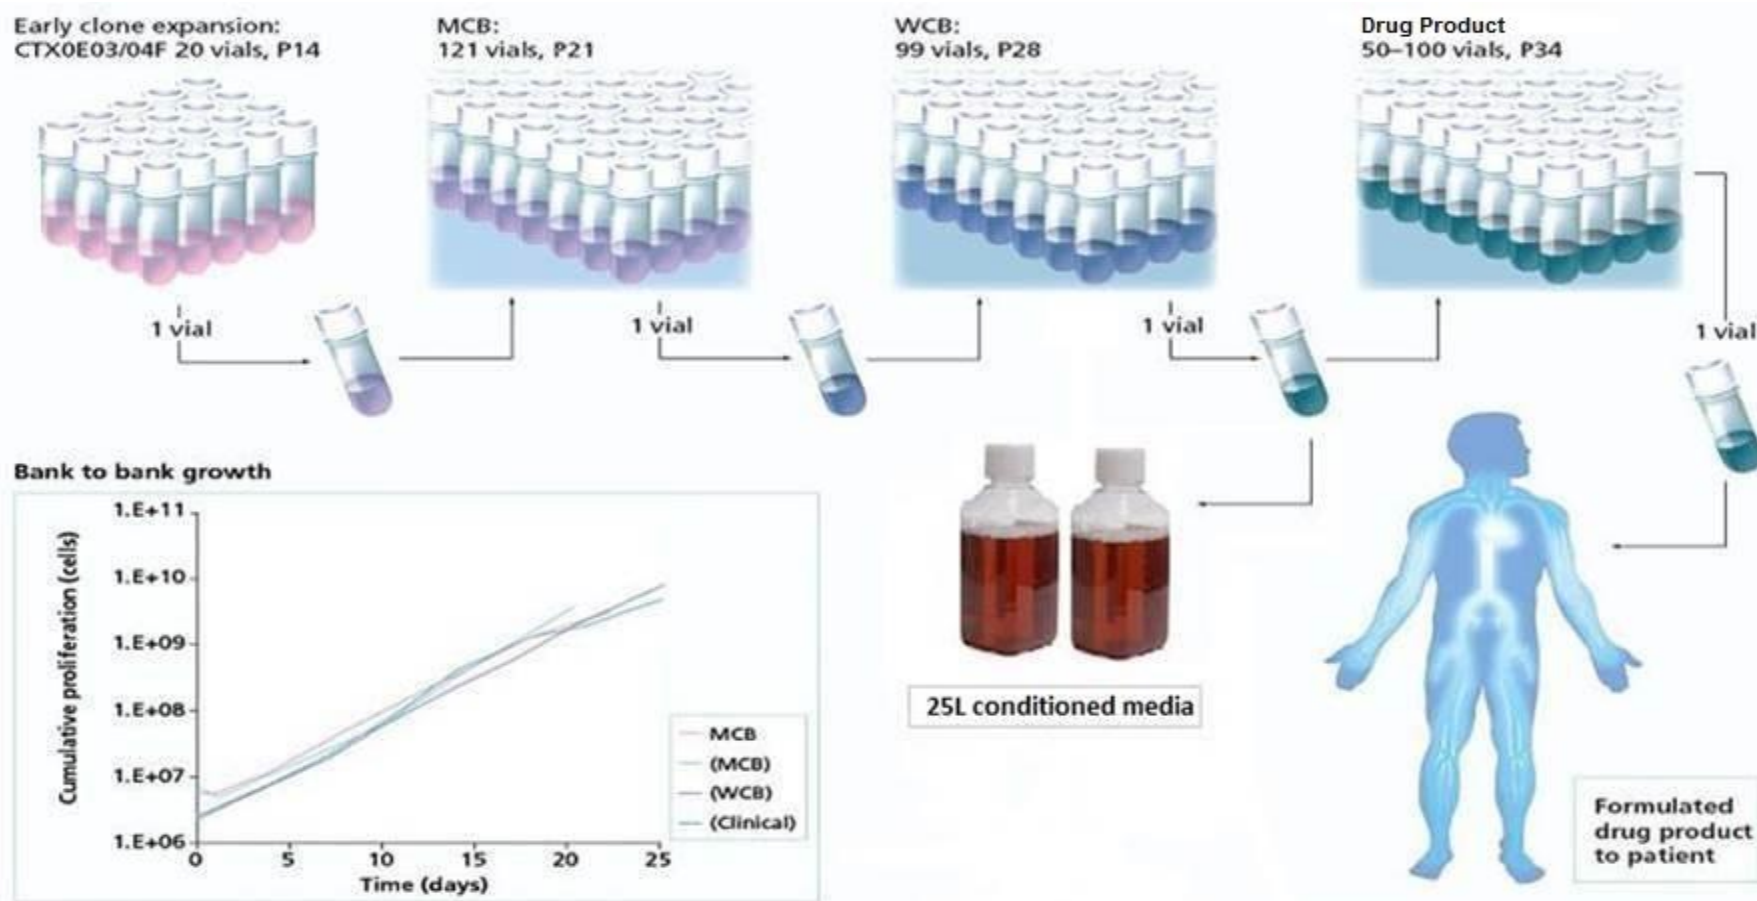 Early clone expansion:
CTX0E03/04F 20 vials, P14
MCB:
121 vials, P21
WCB:
99 vials, P28
Drug Product
50–100 vials, P34
1 vial
1 vial
1 vial
1 vial
Bank to bank growth
Cumulative proliferation (cells)
1.E+11
1.E+10
1.E+09
1.E+08
1.E+07
1.E+06
0
5
10
15
20
25
Time (days)
MCB
(MCB)
(WCB)
(Clinical)
25L conditioned media
Formulated
drug product
to patient